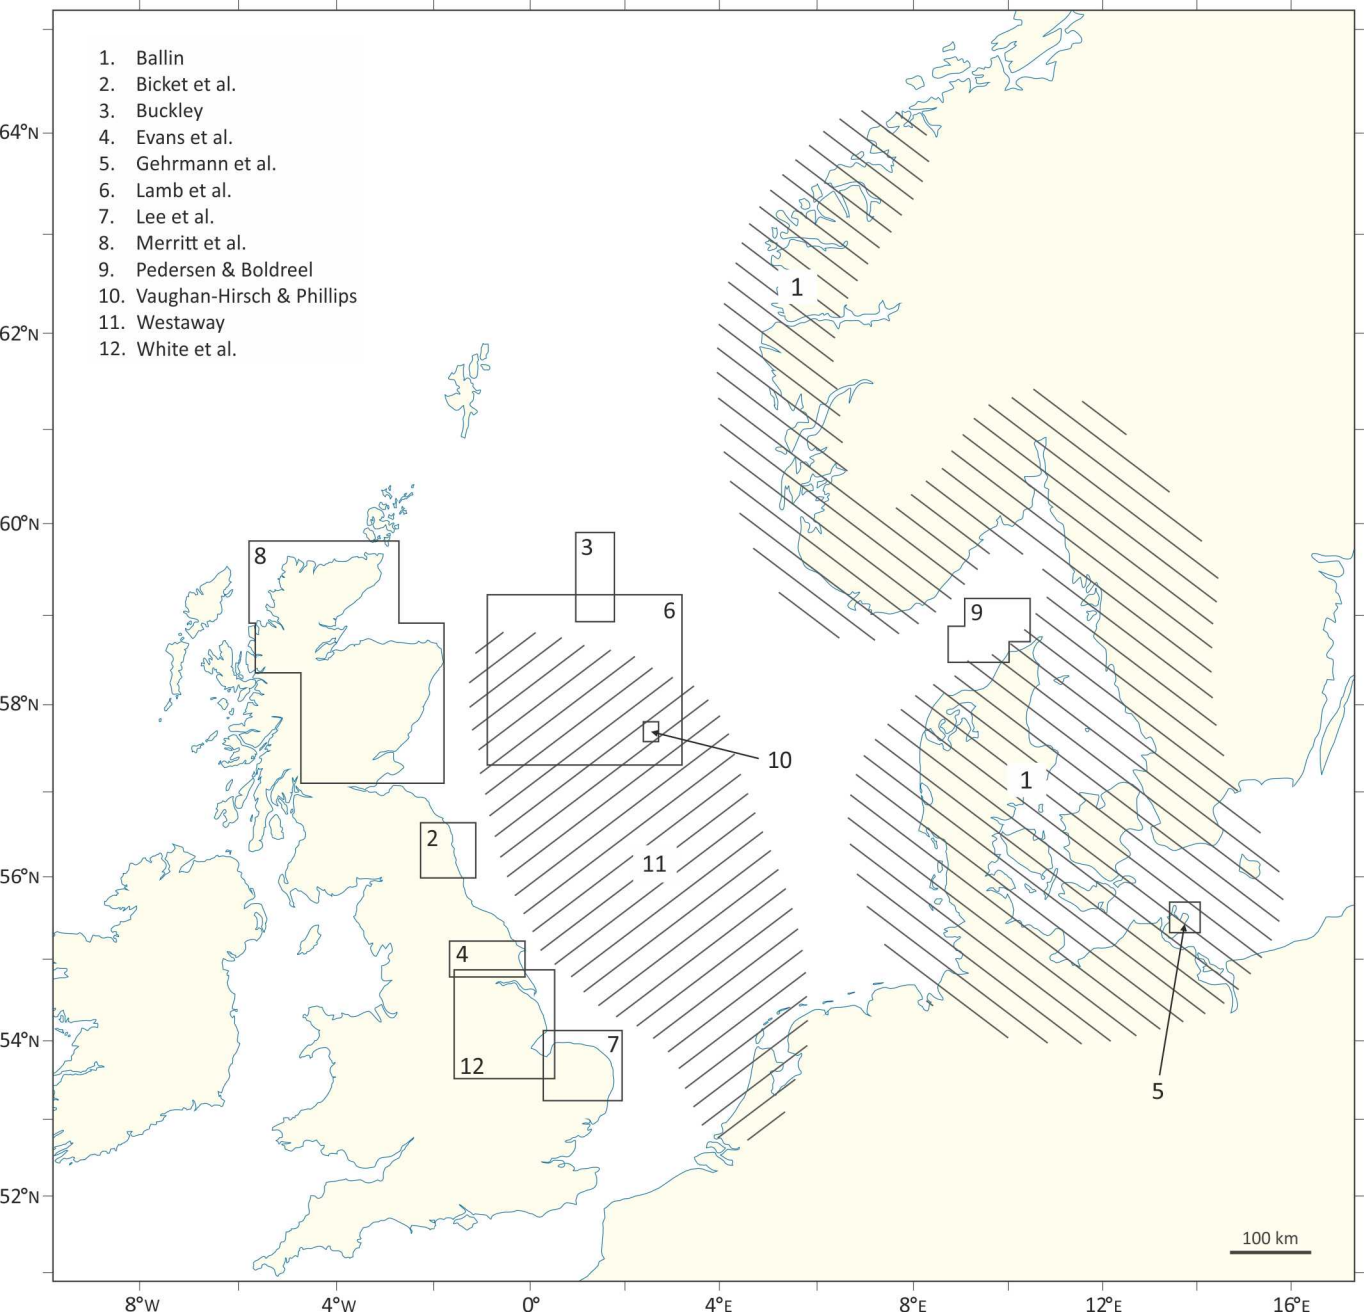 1. Ballin
2. Bicket et al.
3. Buckley
4. Evans et al.
5. Gehrmann et al.
6. Lamb et al.
7. Lee et al.
8. Merritt et al.
9. Pedersen & Boldreel
10. Vaughan-Hirsch & Phillips
11. Westaway
12. White et al.
64°N
62°N
60°N
58°N
56°N
54°N
52°N
1
3
8
6
9
10
1
2
11
4
7
12
5
100 km
8°W
4°W
0°
4°E
8°E
12°E
16°E